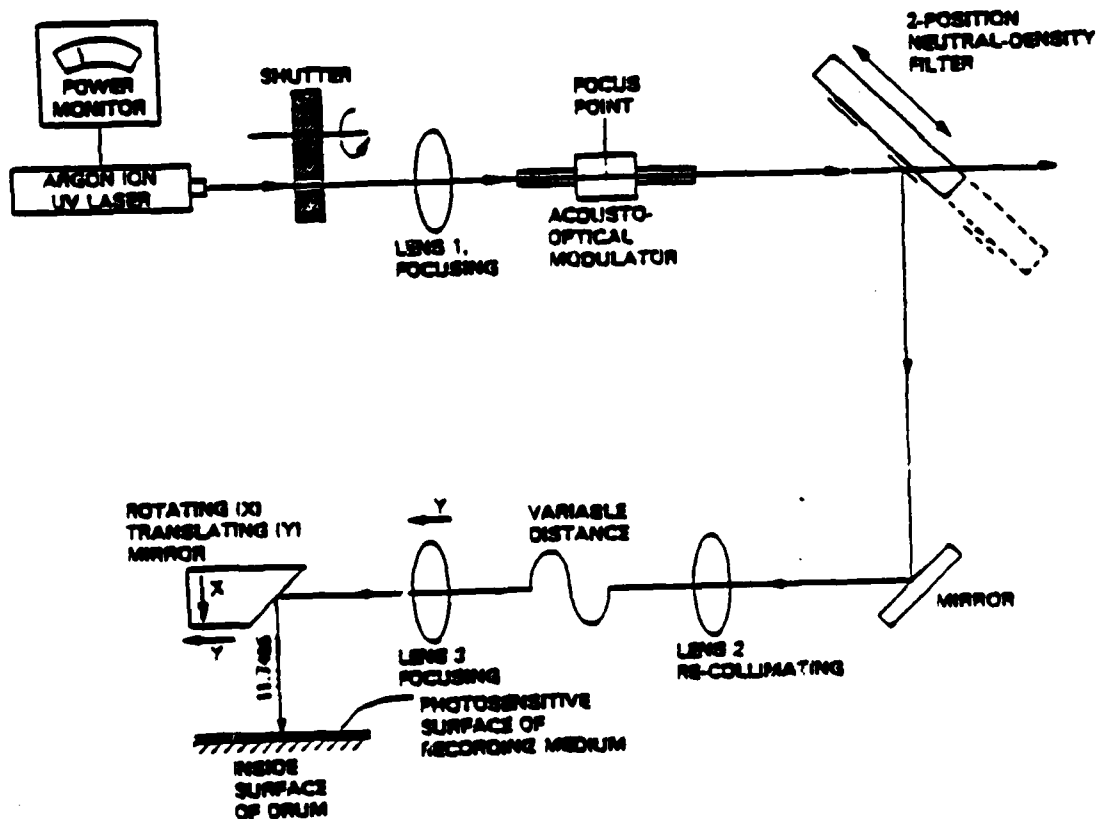 2-POSITION
NEUTRAL-DENSITY
FILTER
POWER
MONITOR
SHUTTER
FOCUS
POINT
ARGON ION
UV LASER
LENS 1,
FOCUSING
ACOUSTO-
OPTICAL
MODULATOR
ROTATING (X)
TRANSLATING (Y)
MIRROR
Y
VARIABLE
DISTANCE
X
Y
11.7485
LENS 3
FOCUSING
LENS 2
RE-COLLIMATING
MIRROR
PHOTOSENSITIVE
SURFACE OF
RECORDING MEDIUM
INSIDE
SURFACE
OF DRUM